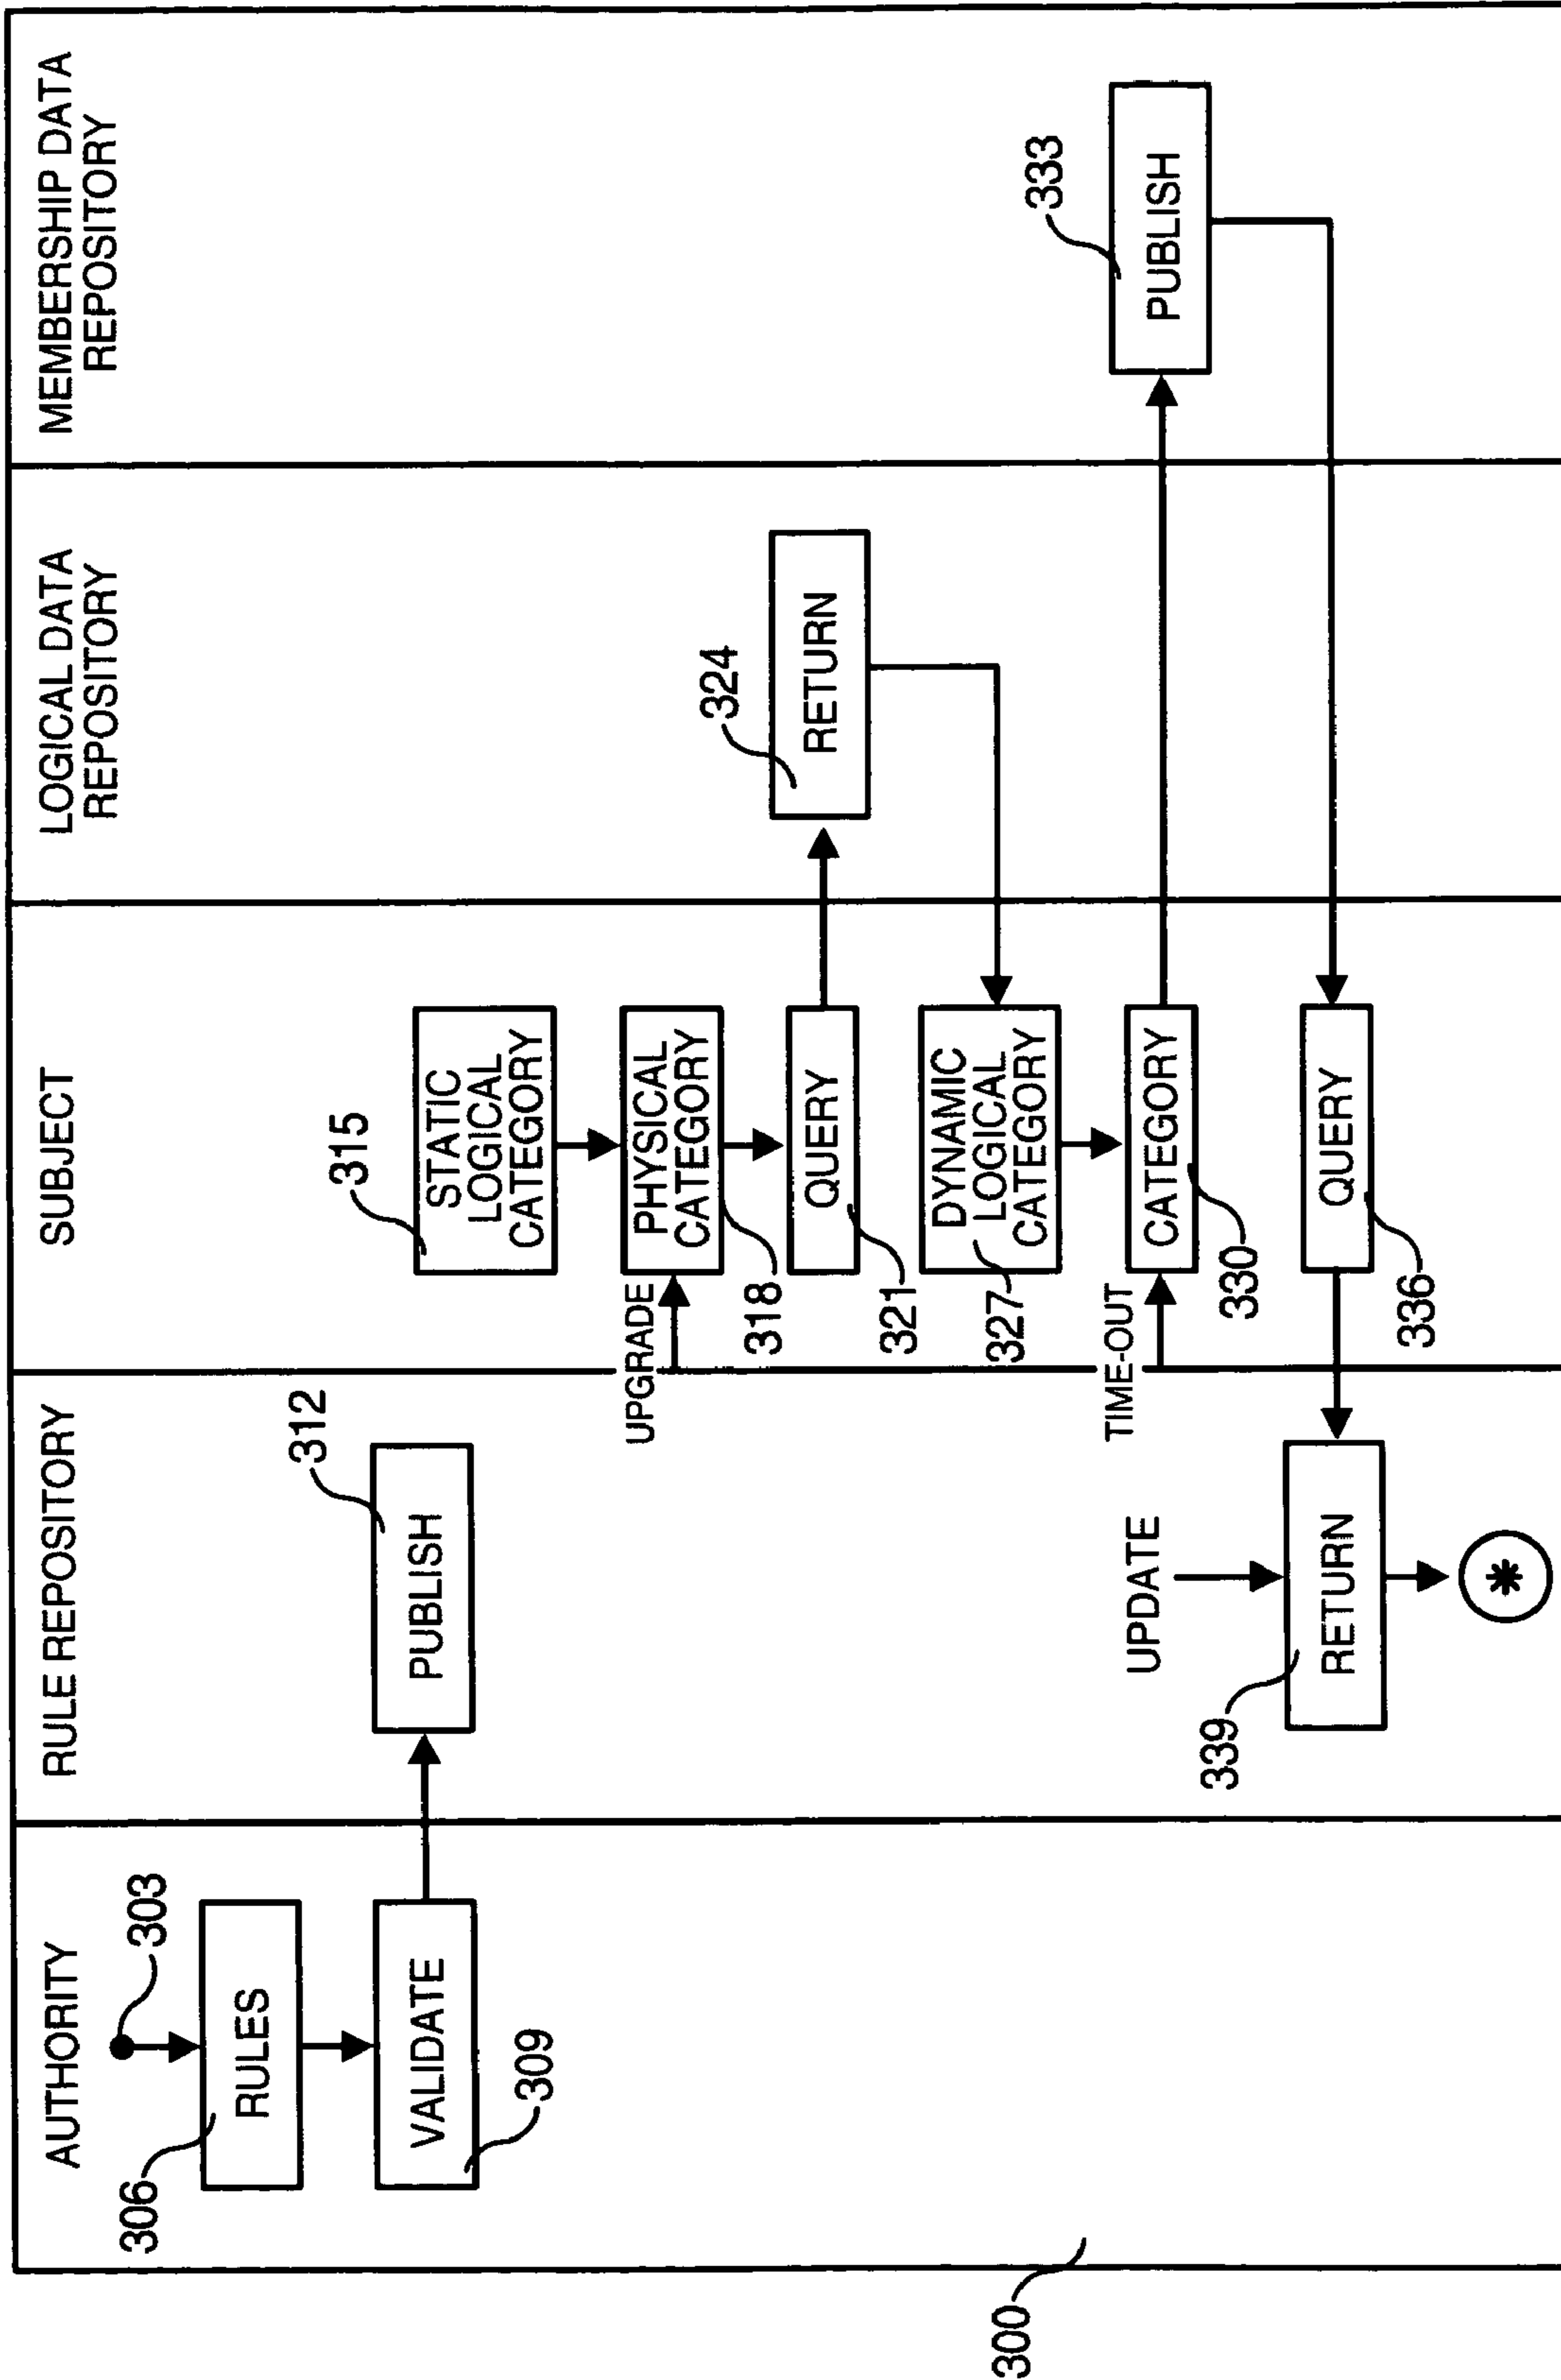 AUTHORITY
RULE REPOSITORY
SUBJECT
LOGICAL DATA
REPOSITORY
MEMBERSHIP DATA
REPOSITORY
303
306
RULES
VALIDATE
309
312
PUBLISH
315
STATIC
LOGICAL
CATEGORY
UPGRADE
PHYSICAL
CATEGORY
318
QUERY
321
324
RETURN
DYNAMIC
LOGICAL
CATEGORY
327
TIME-OUT
CATEGORY
330
333
PUBLISH
QUERY
336
UPDATE
RETURN
339
*
300